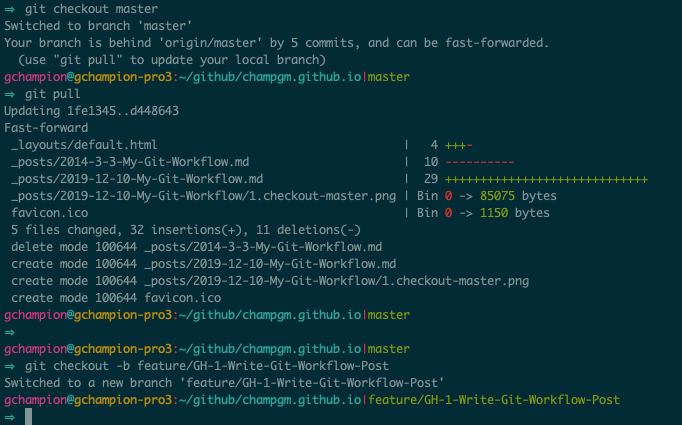 ⇒ git checkout master
Switched to branch 'master'
Your branch is behind 'origin/master' by 5 commits, and can be fast-forwarded.
  (use "git pull" to update your local branch)
gchampion@gchampion-pro3:~/github/champgm.github.io|master
⇒ git pull
Updating 1fe1345..d448643
Fast-forward
 _layouts/default.html                            |   4 +++-
 _posts/2014-3-3-My-Git-Workflow.md               |  10 ----------
 _posts/2019-12-10-My-Git-Workflow.md             |  29 +++++++++++++++++++++++++++++
 _posts/2019-12-10-My-Git-Workflow/1.checkout-master.png | Bin 0 -> 85075 bytes
 favicon.ico                                      | Bin 0 -> 1150 bytes
 5 files changed, 32 insertions(+), 11 deletions(-)
 delete mode 100644 _posts/2014-3-3-My-Git-Workflow.md
 create mode 100644 _posts/2019-12-10-My-Git-Workflow.md
 create mode 100644 _posts/2019-12-10-My-Git-Workflow/1.checkout-master.png
 create mode 100644 favicon.ico
gchampion@gchampion-pro3:~/github/champgm.github.io|master
⇒
gchampion@gchampion-pro3:~/github/champgm.github.io|master
⇒ git checkout -b feature/GH-1-Write-Git-Workflow-Post
Switched to a new branch 'feature/GH-1-Write-Git-Workflow-Post'
gchampion@gchampion-pro3:~/github/champgm.github.io|feature/GH-1-Write-Git-Workflow-Post
⇒